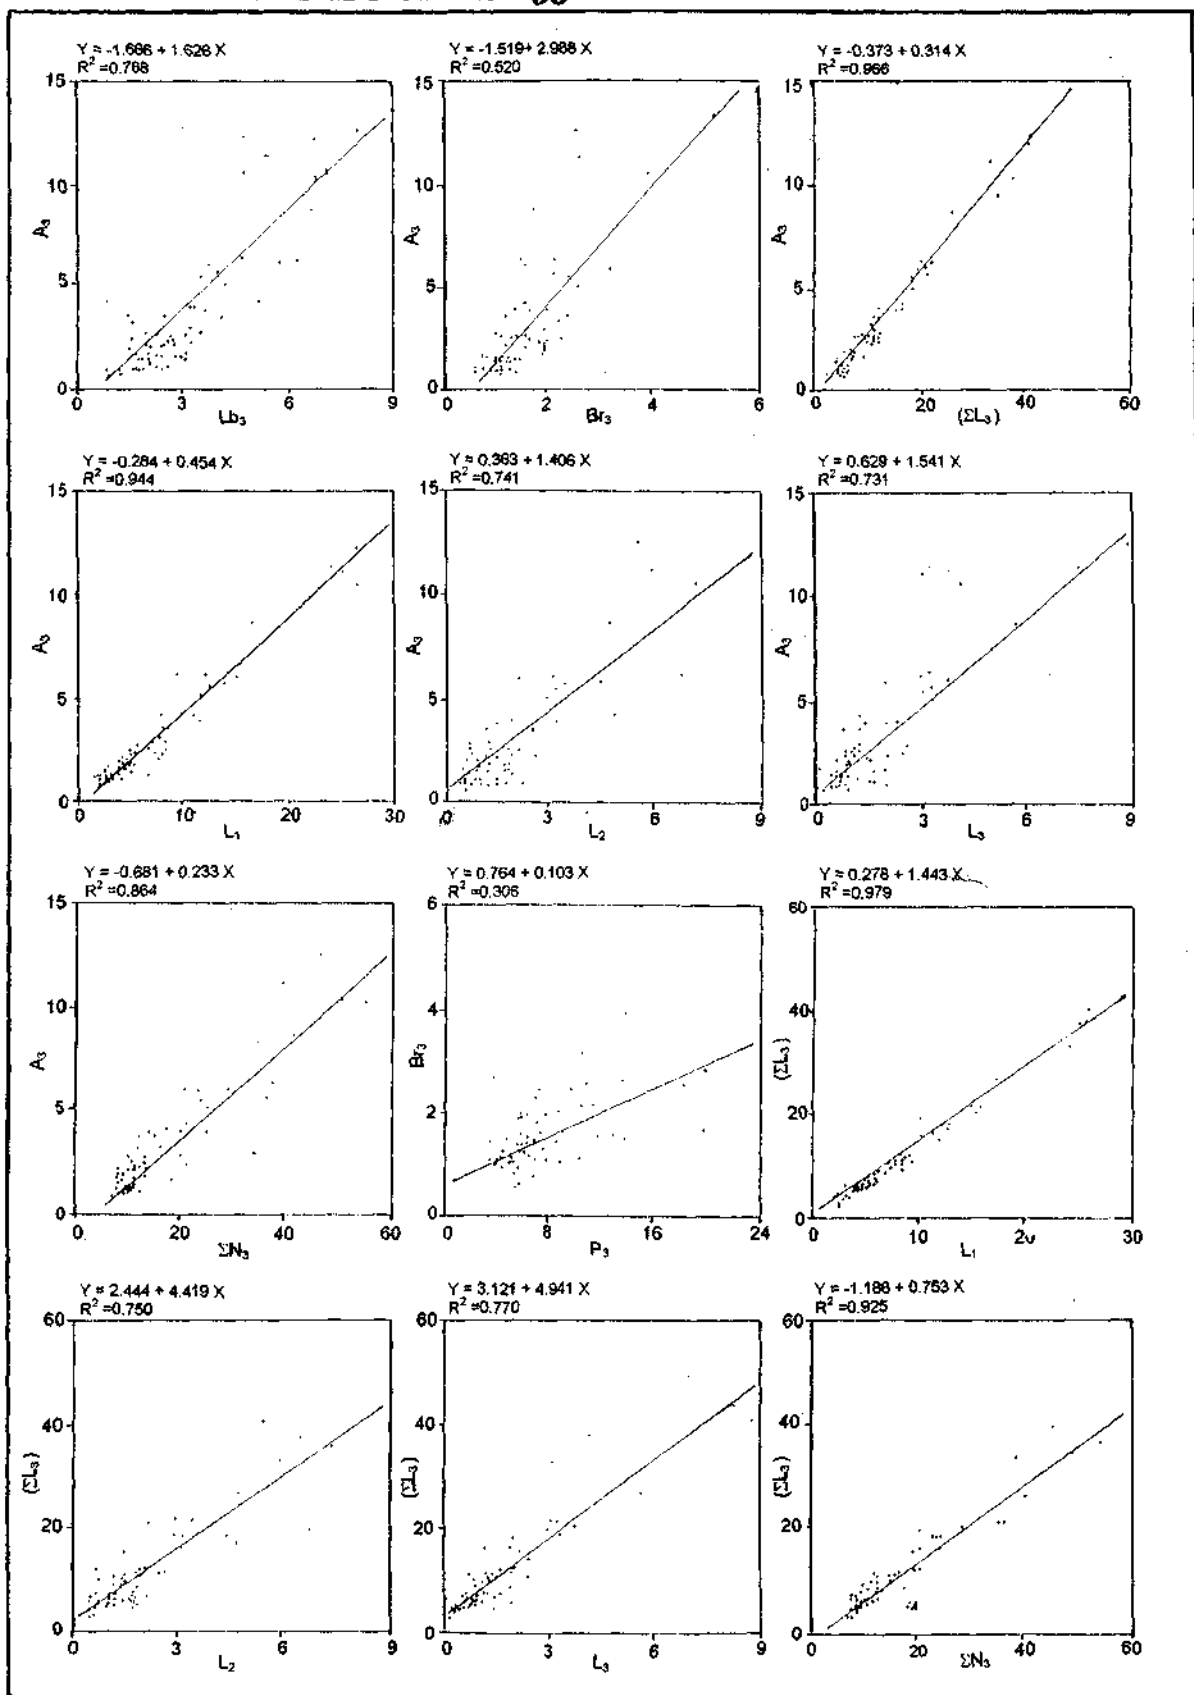 Y = -1.686 + 1.628 X
R² =0.768
15
10
5
0
0
3
6
9
A₃
Lb₃
Y = -1.519+ 2.988 X
R² =0.520
15
10
5
0
0
2
4
6
A₃
Br₃
Y = -0.373 + 0.314 X
R² =0.966
15
10
5
0
0
20
40
60
A₃
(ΣL₃)
Y = -0.284 + 0.454 X
R² =0.944
15
10
5
0
0
10
20
30
A₃
L₁
Y = 0.363 + 1.406 X
R² =0.741
15
10
5
0
0
3
6
9
A₃
L₂
Y = 0.629 + 1.541 X
R² =0.731
15
10
5
0
0
3
6
9
A₃
L₃
Y = -0.681 + 0.233 X
R² =0.864
15
10
5
0
0
20
40
60
A₃
ΣN₃
Y = 0.764 + 0.103 X
R² =0.306
6
4
2
0
0
8
16
24
Br₃
P₃
Y = 0.278 + 1.443 X
R² =0.979
60
40
20
0
0
10
20
30
(ΣL₃)
L₁
Y = 2.444 + 4.419 X
R² =0.750
60
40
20
0
0
3
6
9
(ΣL₃)
L₂
Y = 3.121 + 4.941 X
R² =0.770
60
40
20
0
0
3
6
9
(ΣL₃)
L₃
Y = -1.186 + 0.753 X
R² =0.925
60
40
20
0
0
20
40
60
(ΣL₃)
ΣN₃